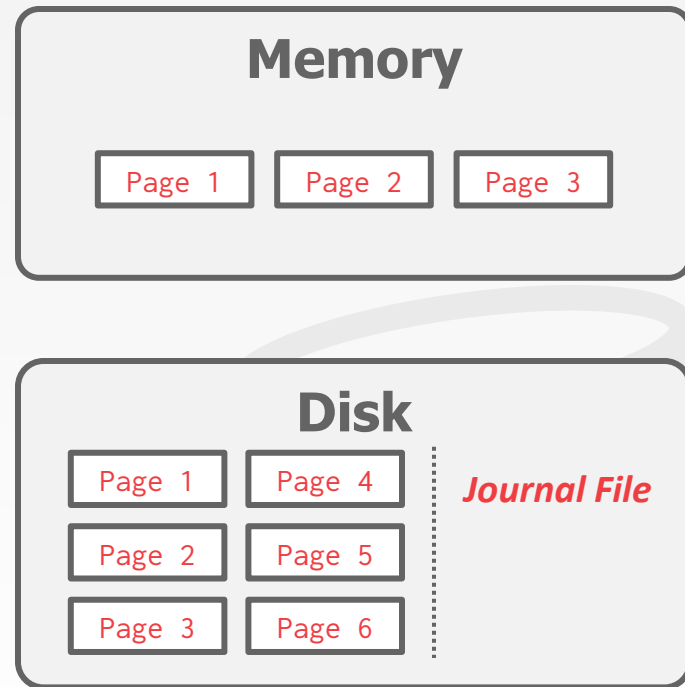 Memory
Page 1 Page 2 Page 3
Disk
Page 1 Page 4
Journal File
Page 2 Page 5
Page 3 Page 6